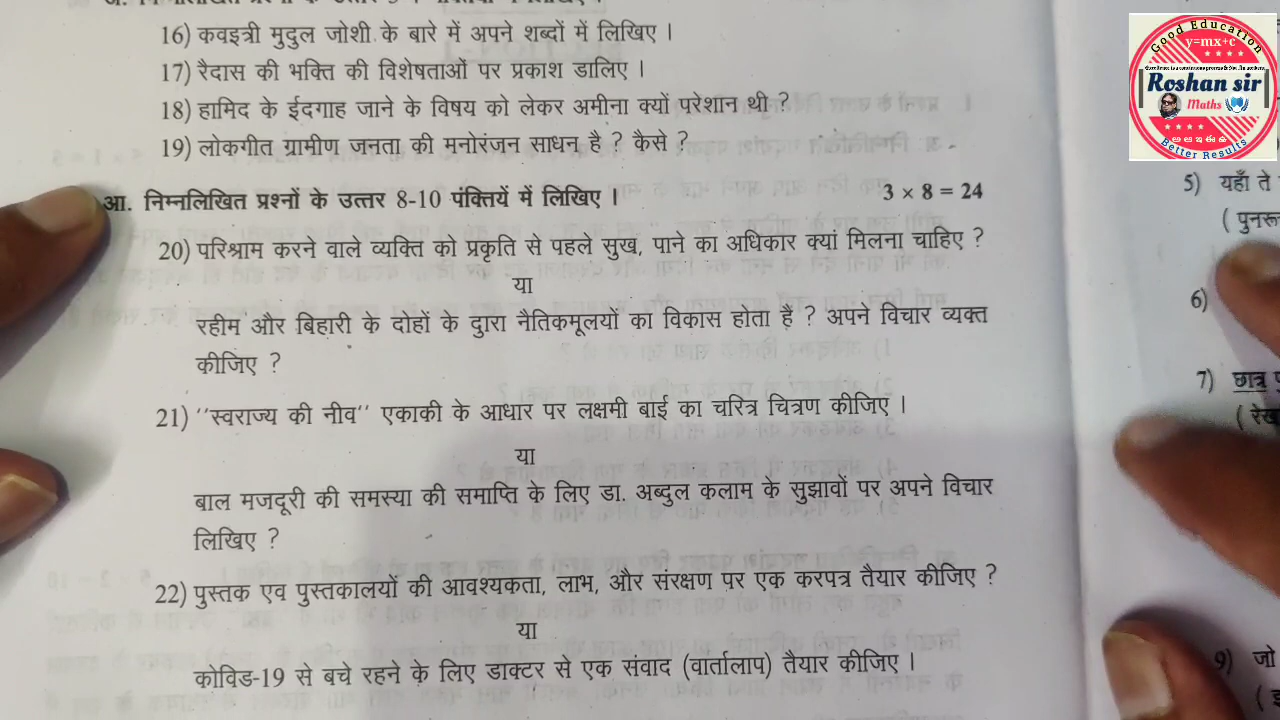 16) कवइत्री मुदुल जोशी के बारे में अपने शब्दों में लिखिए ।
17) रैदास की भक्ति की विशेषताओं पर प्रकाश डालिए ।
18) हामिद के ईदगाह जाने के विषय को लेकर अमीना क्यों परेशान थी ?
19) लोकगीत ग्रामीण जनता की मनोरंजन साधन है ? कैसे ?
आ. निम्नलिखित प्रश्नों के उत्तर 8-10 पंक्तियें में लिखिए । 3 × 8 = 24
20) परिश्राम करने वाले व्यक्ति को प्रकृति से पहले सुख, पाने का अधिकार क्यां मिलना चाहिए ?
या
रहीम और बिहारी के दोहों के दुारा नैतिकमूलयों का विकास होता है ? अपने विचार व्यक्त
कीजिए ?
21) ''स्वराज्य की नीव'' एकाकी के आधार पर लक्षमी बाई का चरित्र चित्रण कीजिए ।
या
बाल मजदूरी की समस्या की समाप्ति के लिए डा. अब्दुल कलाम के सुझावों पर अपने विचार
लिखिए ?
22) पुस्तक एव पुस्तकालयों की आवश्यकता, लाभ, और संरक्षण पर एक करपत्र तैयार कीजिए ?
या
कोविड-19 से बचे रहने के लिए डाक्टर से एक संवाद (वार्तालाप) तैयार कीजिए ।
5) यहाँ ते
( पुनरू
6)
7) छात्र
( रेख
9) जो
Good Education
y=mx+c
Roshan sir
Maths
Better Results